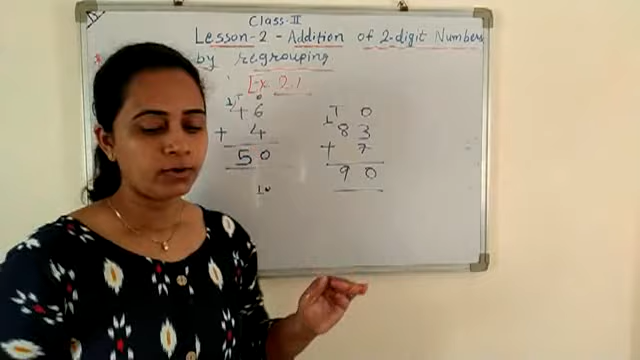 Class-II
Lesson-2 - Addition of 2-digit Numbers
by regrouping
Ex 2.1
T O
1
4 6
+ 4
5 0
10
T O
1
8 3
+ 7
9 0